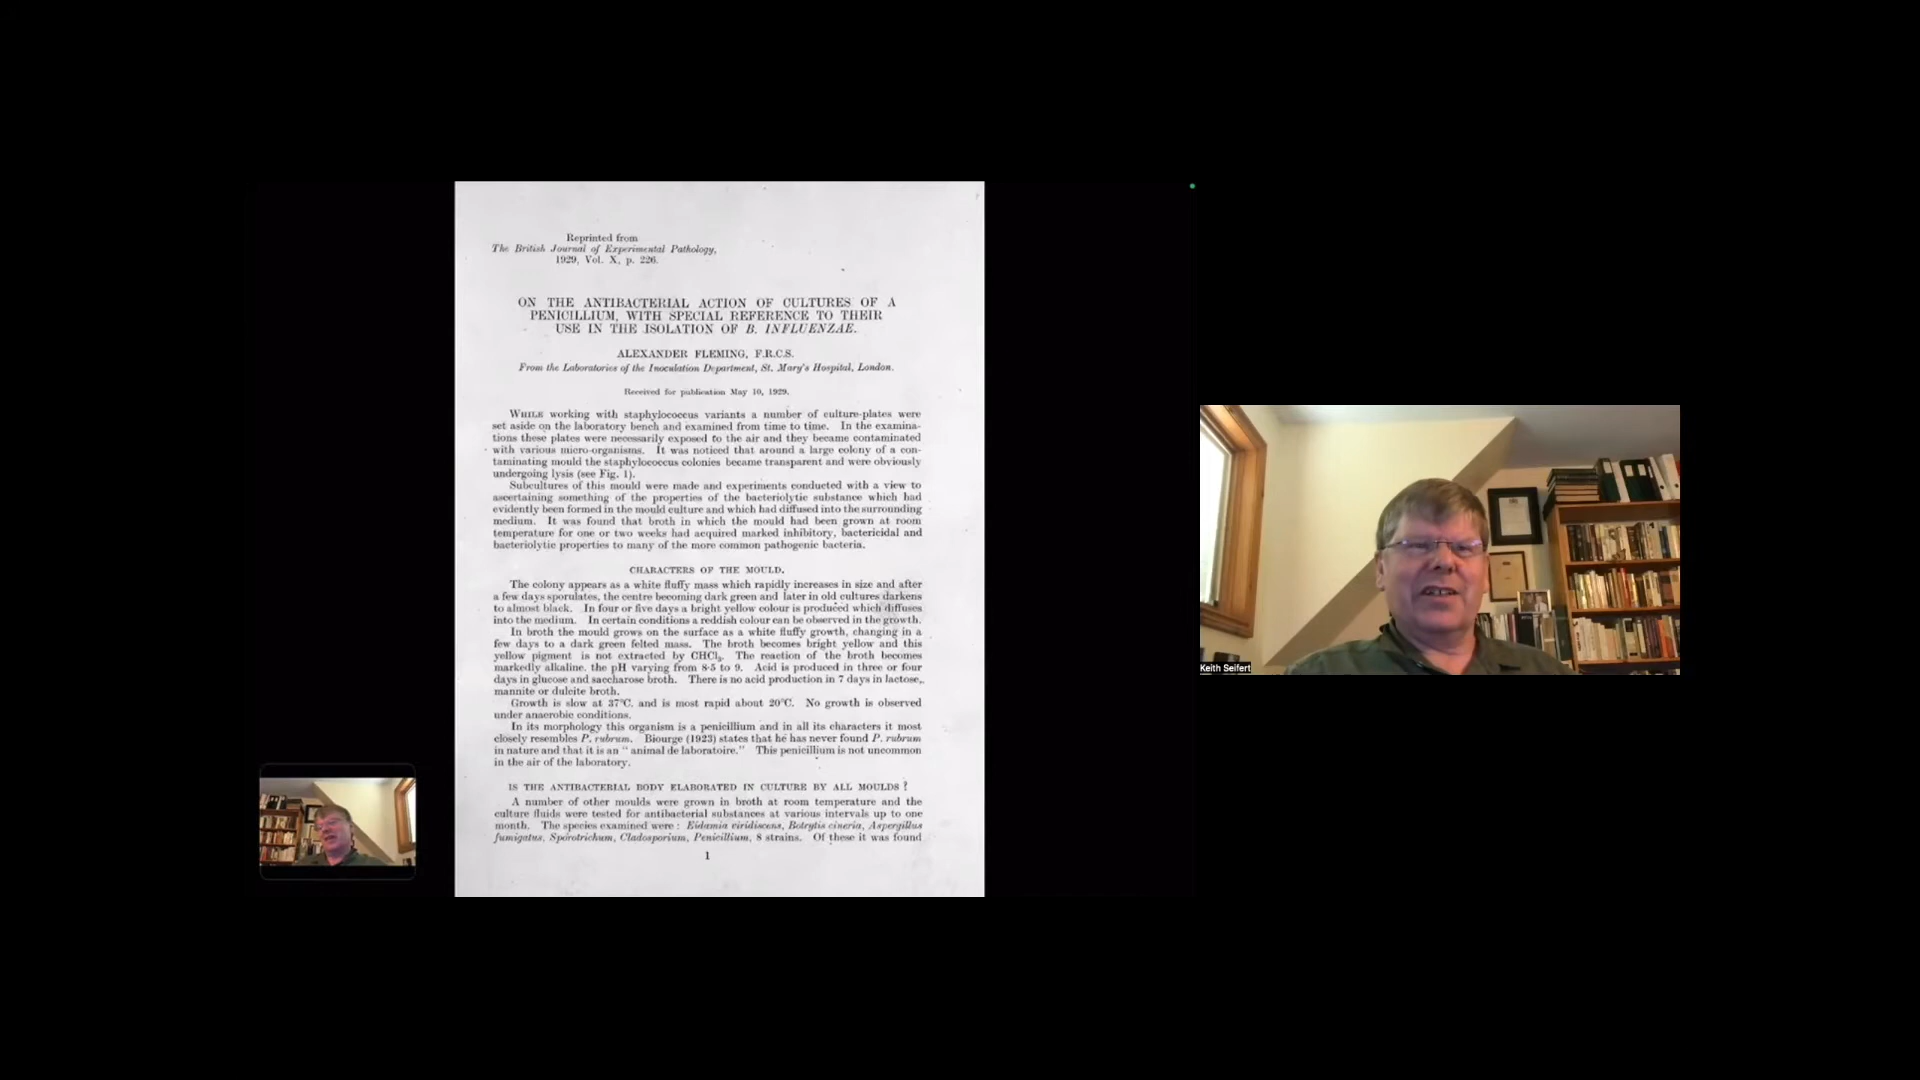 Reprinted from
The British Journal of Experimental Pathology,
1929, Vol. X, p. 226.
ON THE ANTIBACTERIAL ACTION OF CULTURES OF A
PENICILLIUM, WITH SPECIAL REFERENCE TO THEIR
USE IN THE ISOLATION OF B. INFLUENZAE.
ALEXANDER FLEMING, F.R.C.S.
From the Laboratories of the Inoculation Department, St. Mary's Hospital, London.
Received for publication May 10, 1929.
WHILE working with staphylococcus variants a number of culture-plates were
set aside on the laboratory bench and examined from time to time. In the examina-
tions these plates were necessarily exposed to the air and they became contaminated
with various micro-organisms. It was noticed that around a large colony of a con-
taminating mould the staphylococcus colonies became transparent and were obviously
undergoing lysis (see Fig. 1).
Subcultures of this mould were made and experiments conducted with a view to
ascertaining something of the properties of the bacteriolytic substance which had
evidently been formed in the mould culture and which had diffused into the surrounding
medium. It was found that broth in which the mould had been grown at room
temperature for one or two weeks had acquired marked inhibitory, bactericidal and
bacteriolytic properties to many of the more common pathogenic bacteria.
CHARACTERS OF THE MOULD.
The colony appears as a white fluffy mass which rapidly increases in size and after
a few days sporulates, the centre becoming dark green and later in old cultures darkens
to almost black. In four or five days a bright yellow colour is produced which diffuses
into the medium. In certain conditions a reddish colour can be observed in the growth.
In broth the mould grows on the surface as a white fluffy growth, changing in a
few days to a dark green felted mass. The broth becomes bright yellow and this
yellow pigment is not extracted by CHCl₃. The reaction of the broth becomes
markedly alkaline, the pH varying from 8·5 to 9. Acid is produced in three or four
days in glucose and saccharose broth. There is no acid production in 7 days in lactose,
mannite or dulcite broth.
Growth is slow at 37°C. and is most rapid about 20°C. No growth is observed
under anaerobic conditions.
In its morphology this organism is a penicillium and in all its characters it most
closely resembles P. rubrum. Biourge (1923) states that he has never found P. rubrum
in nature and that it is an "animal de laboratoire." This penicillium is not uncommon
in the air of the laboratory.
IS THE ANTIBACTERIAL BODY ELABORATED IN CULTURE BY ALL MOULDS ?
A number of other moulds were grown in broth at room temperature and the
culture fluids were tested for antibacterial substances at various intervals up to one
month. The species examined were : Eidamia viridiscens, Botrytis cineria, Aspergillus
fumigatus, Sporotrichum, Cladosporium, Penicillium, 8 strains. Of these it was found
1
Keith Seifert